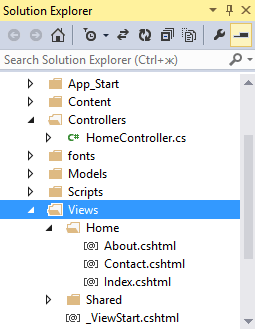 Solution Explorer
Search Solution Explorer (Ctrl+ж)
App_Start
Content
Controllers
C# HomeController.cs
fonts
Models
Scripts
Views
Home
[@] About.cshtml
[@] Contact.cshtml
[@] Index.cshtml
Shared
[@] _ViewStart.cshtml